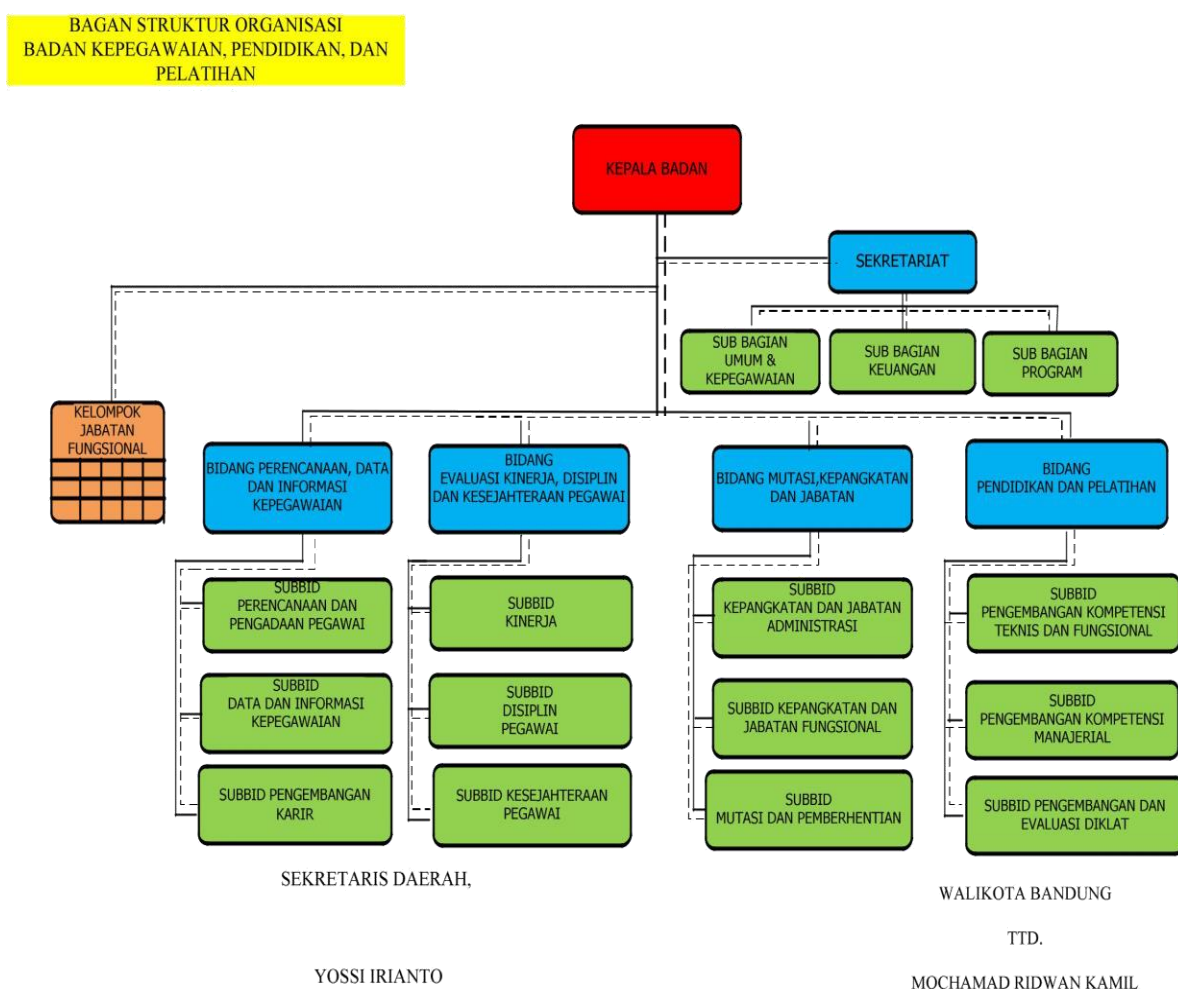 BAGAN STRUKTUR ORGANISASI
BADAN KEPEGAWAIAN, PENDIDIKAN, DAN
PELATIHAN
KEPALA BADAN
SEKRETARIAT
SUB BAGIAN
UMUM &
KEPEGAWAIAN
SUB BAGIAN
KEUANGAN
SUB BAGIAN
PROGRAM
KELOMPOK
JABATAN
FUNGSIONAL
BIDANG PERENCANAAN, DATA
DAN INFORMASI
KEPEGAWAIAN
BIDANG
EVALUASI KINERJA, DISIPLIN
DAN KESEJAHTERAAN PEGAWAI
BIDANG MUTASI,KEPANGKATAN
DAN JABATAN
BIDANG
PENDIDIKAN DAN PELATIHAN
SUBBID
PERENCANAAN DAN
PENGADAAN PEGAWAI
SUBBID
DATA DAN INFORMASI
KEPEGAWAIAN
SUBBID PENGEMBANGAN
KARIR
SUBBID
KINERJA
SUBBID
DISIPLIN
PEGAWAI
SUBBID KESEJAHTERAAN
PEGAWAI
SUBBID
KEPANGKATAN DAN JABATAN
ADMINISTRASI
SUBBID KEPANGKATAN DAN
JABATAN FUNGSIONAL
SUBBID
MUTASI DAN PEMBERHENTIAN
SUBBID
PENGEMBANGAN KOMPETENSI
TEKNIS DAN FUNGSIONAL
SUBBID
PENGEMBANGAN KOMPETENSI
MANAJERIAL
SUBBID PENGEMBANGAN DAN
EVALUASI DIKLAT
SEKRETARIS DAERAH,
YOSSI IRIANTO
WALIKOTA BANDUNG
TTD.
MOCHAMAD RIDWAN KAMIL